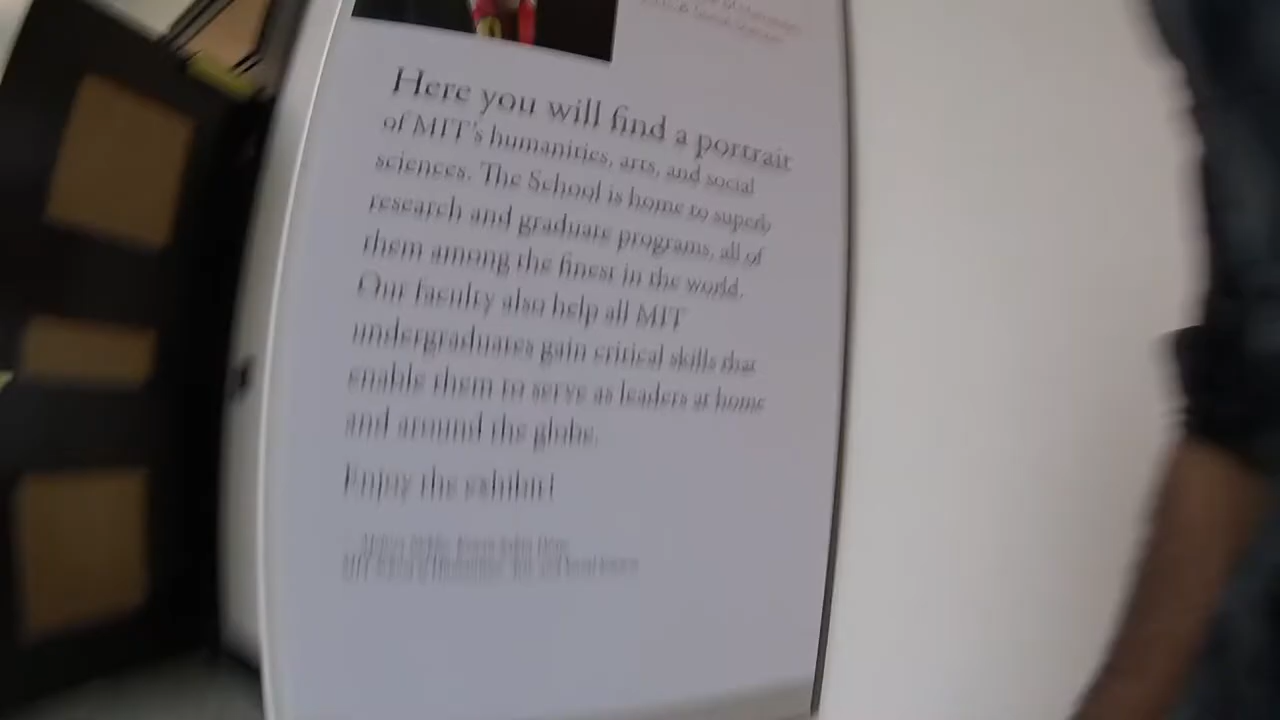 Here you will find a portrait
of MIT's humanities, arts, and social
sciences. The School is home to superb
research and graduate programs, all of
them among the finest in the world.
Our faculty also help all MIT
undergraduates gain critical skills that
enable them to serve as leaders at home
and around the globe.
Enjoy the exhibit!